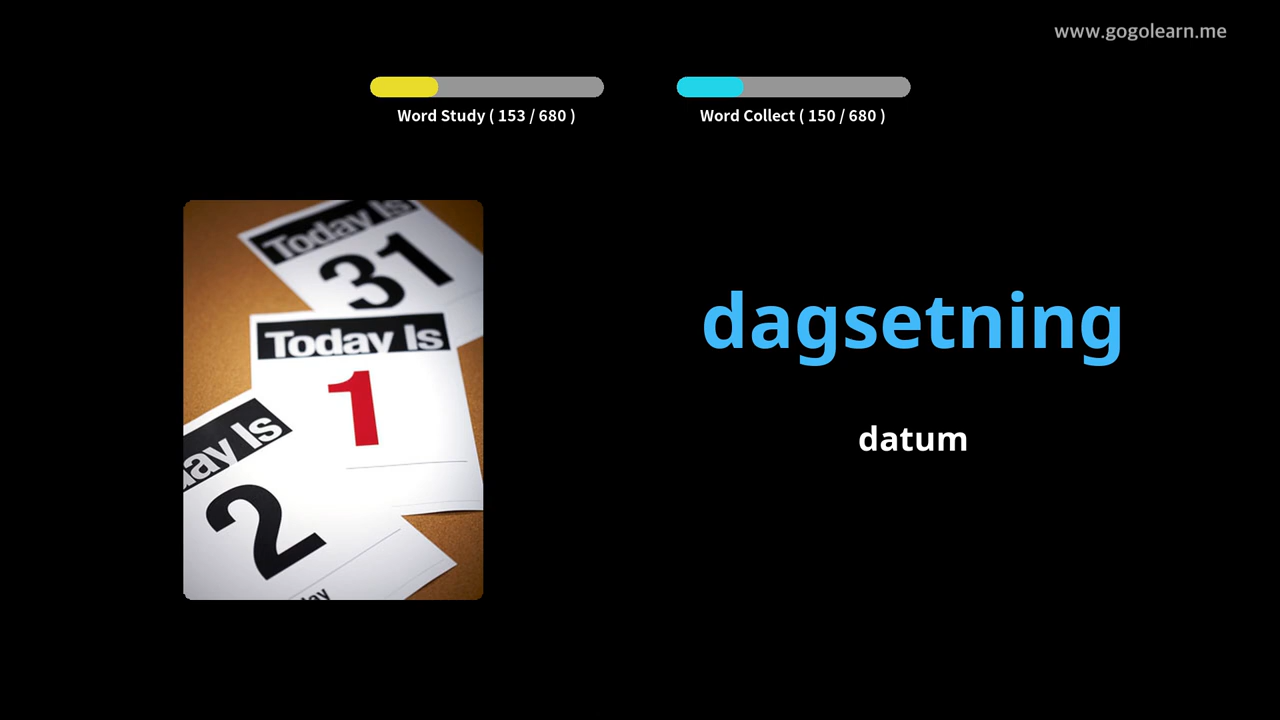 www.gogolearn.me
Word Study ( 153 / 680 )
Word Collect ( 150 / 680 )
Today Is
31
Today Is
1
ay Is
2
dagsetning
datum